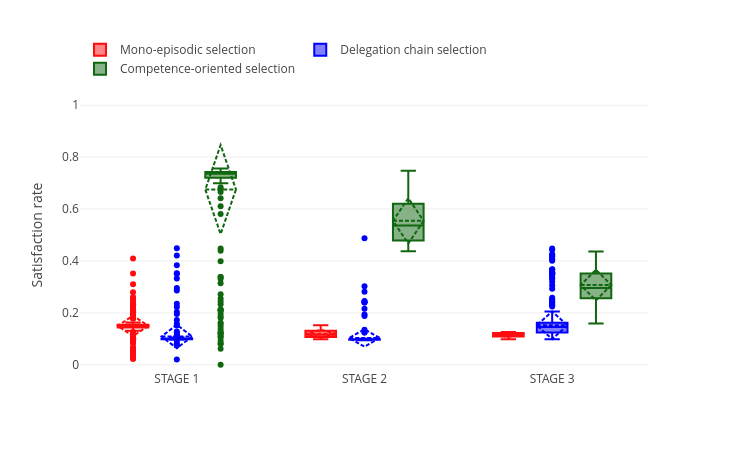 Mono-episodic selection
Delegation chain selection
Competence-oriented selection
Satisfaction rate
1
0.8
0.6
0.4
0.2
0
STAGE 1
STAGE 2
STAGE 3